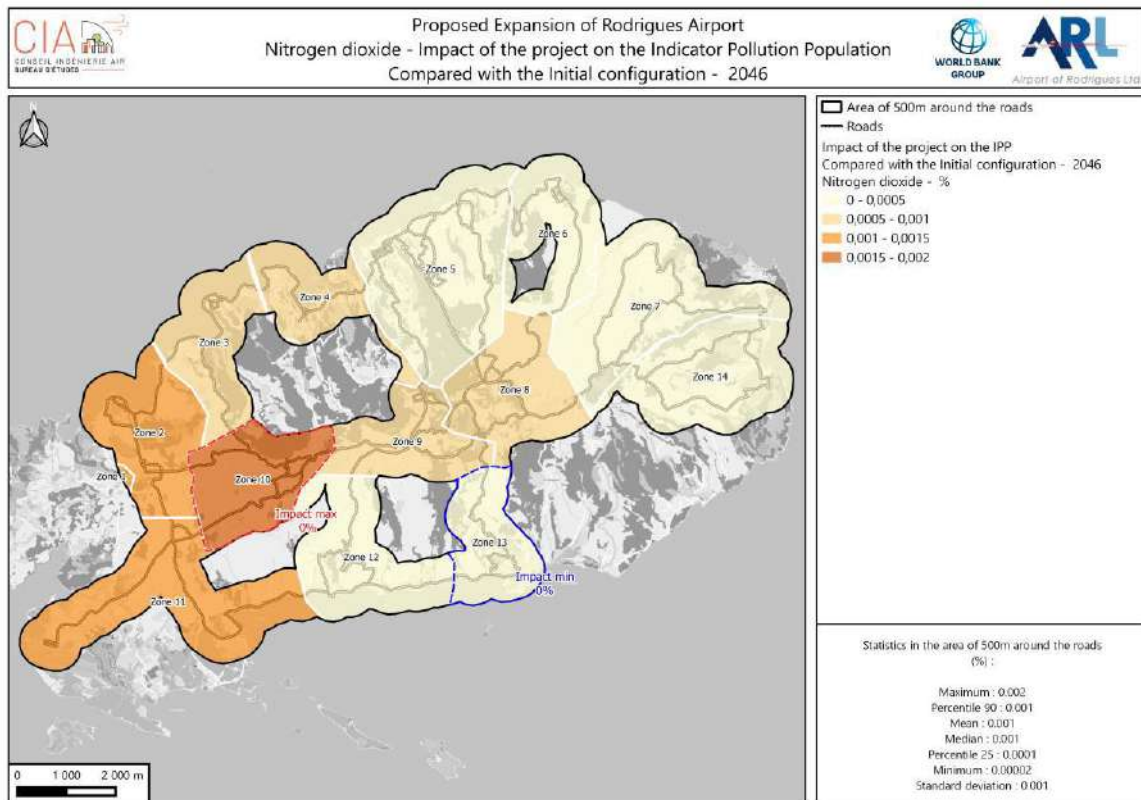 CIA
CONSEIL INGENIERIE AIR
BUREAU D'ETUDES
Proposed Expansion of Rodrigues Airport
Nitrogen dioxide - Impact of the project on the Indicator Pollution Population
Compared with the Initial configuration - 2046
WORLD BANK
GROUP
ARL
Airport of Rodrigues Ltd
N
Zone 6
Zone 5
Zone 4
Zone 7
Zone 3
Zone 14
Zone 8
Zone 2
Zone 9
Zone 1
Zone 10
Impact max
0%
Zone 13
Zone 12
Impact min
0%
Zone 11
0 1 000 2 000 m
Area of 500m around the roads
Roads
Impact of the project on the IPP
Compared with the Initial configuration - 2046
Nitrogen dioxide - %
0 - 0,0005
0,0005 - 0,001
0,001 - 0,0015
0,0015 - 0,002
Statistics in the area of 500m around the roads
(%) :
Maximum : 0.002
Percentile 90 : 0.001
Mean : 0.001
Median : 0.001
Percentile 25 : 0.0001
Minimum : 0.00002
Standard deviation : 0.001